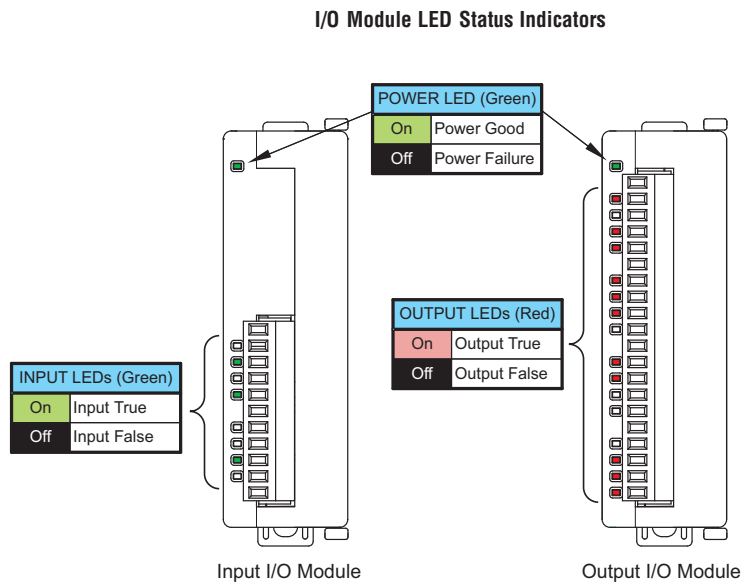 I/O Module LED Status Indicators
POWER LED (Green)
On Power Good
Off Power Failure
OUTPUT LEDs (Red)
On Output True
Off Output False
INPUT LEDs (Green)
On Input True
Off Input False
Input I/O Module
Output I/O Module